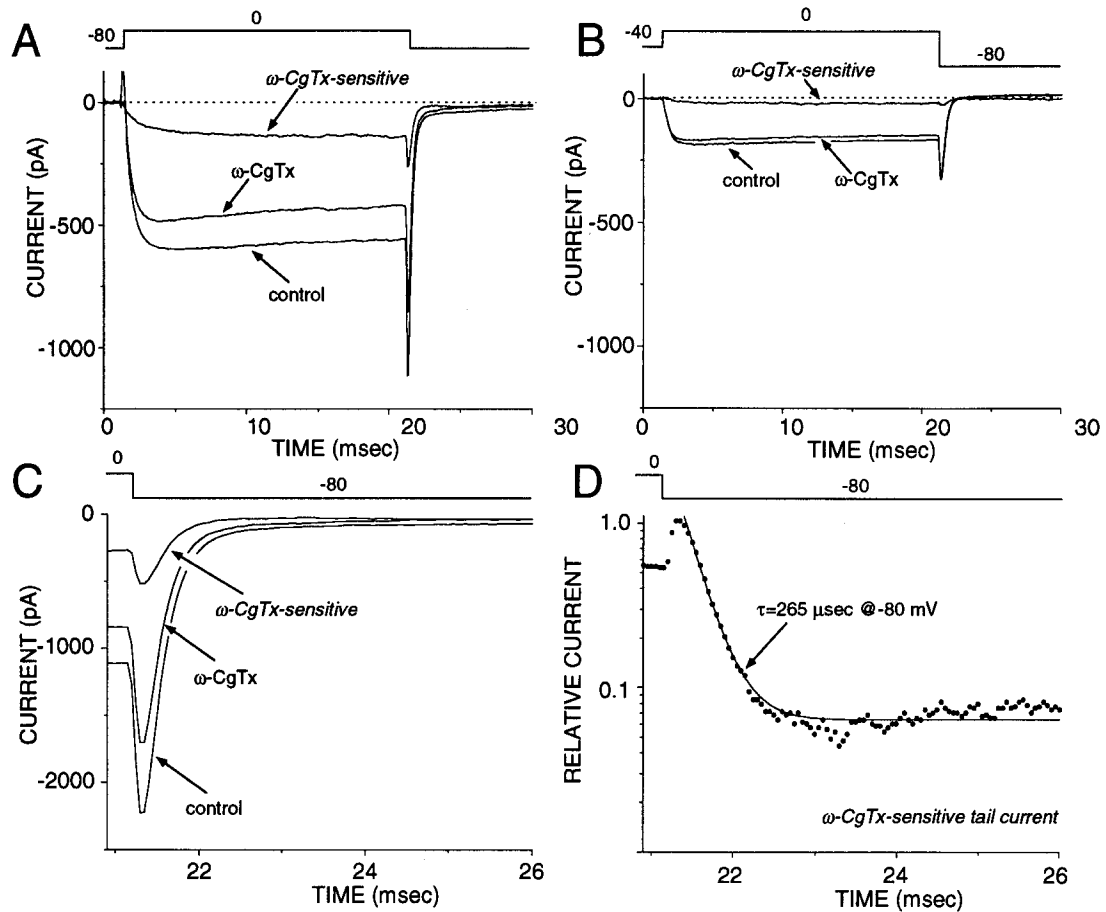 A
-80
0
ω-CgTx-sensitive
ω-CgTx
control
0
-500
-1000
CURRENT (pA)
0
10
20
30
TIME (msec)
B
-40
0
-80
ω-CgTx-sensitive
control
ω-CgTx
0
-500
-1000
CURRENT (pA)
0
10
20
30
TIME (msec)
C
0
-80
ω-CgTx-sensitive
ω-CgTx
control
0
-1000
-2000
CURRENT (pA)
22
24
26
TIME (msec)
D
0
-80
τ=265 μsec @-80 mV
1.0
0.1
RELATIVE CURRENT
ω-CgTx-sensitive tail current
22
24
26
TIME (msec)